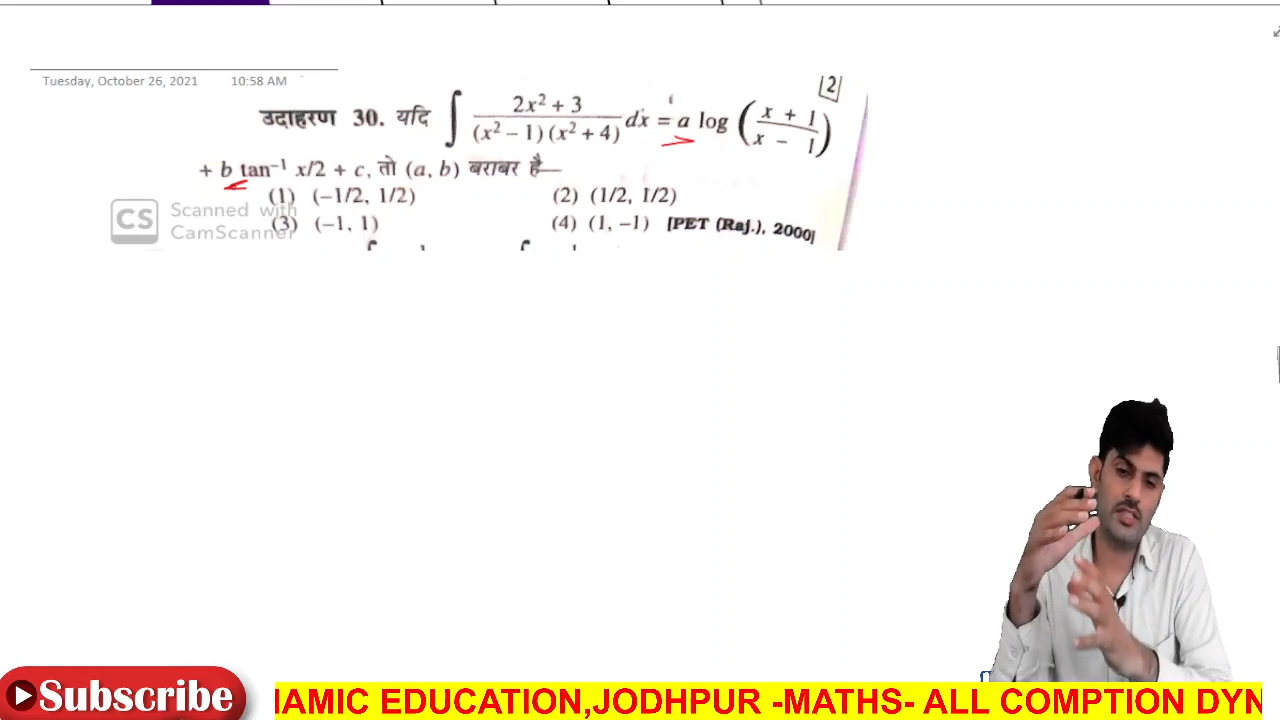 Tuesday, October 26, 2021 10:58 AM
[2]
उदाहरण 30. यदि ∫ (2x² + 3)/((x² – 1) (x² + 4)) dx = a log ((x + 1)/(x – 1))
+ b tan⁻¹ x/2 + c, तो (a, b) बराबर है—
(1) (–1/2, 1/2) (2) (1/2, 1/2)
(3) (–1, 1) (4) (1, –1) [PET (Raj.), 2000]
CS Scanned with
CamScanner
Subscribe
NAMIC EDUCATION,JODHPUR -MATHS- ALL COMPTION DYN